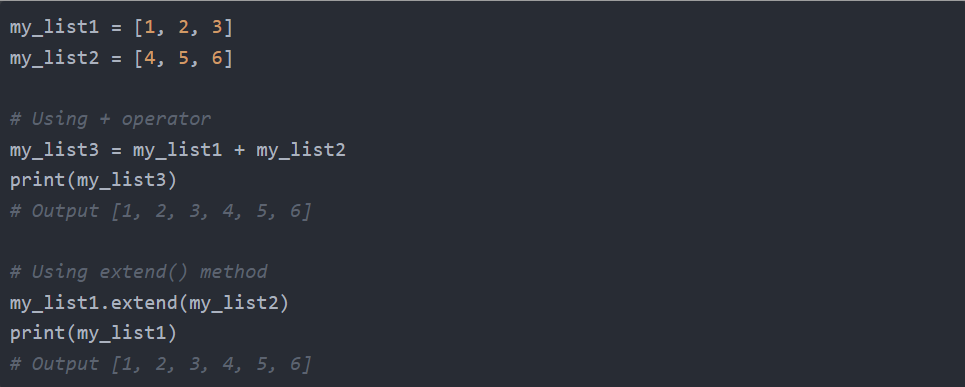 my_list1 = [1, 2, 3]
my_list2 = [4, 5, 6]

# Using + operator
my_list3 = my_list1 + my_list2
print(my_list3)
# Output [1, 2, 3, 4, 5, 6]

# Using extend() method
my_list1.extend(my_list2)
print(my_list1)
# Output [1, 2, 3, 4, 5, 6]